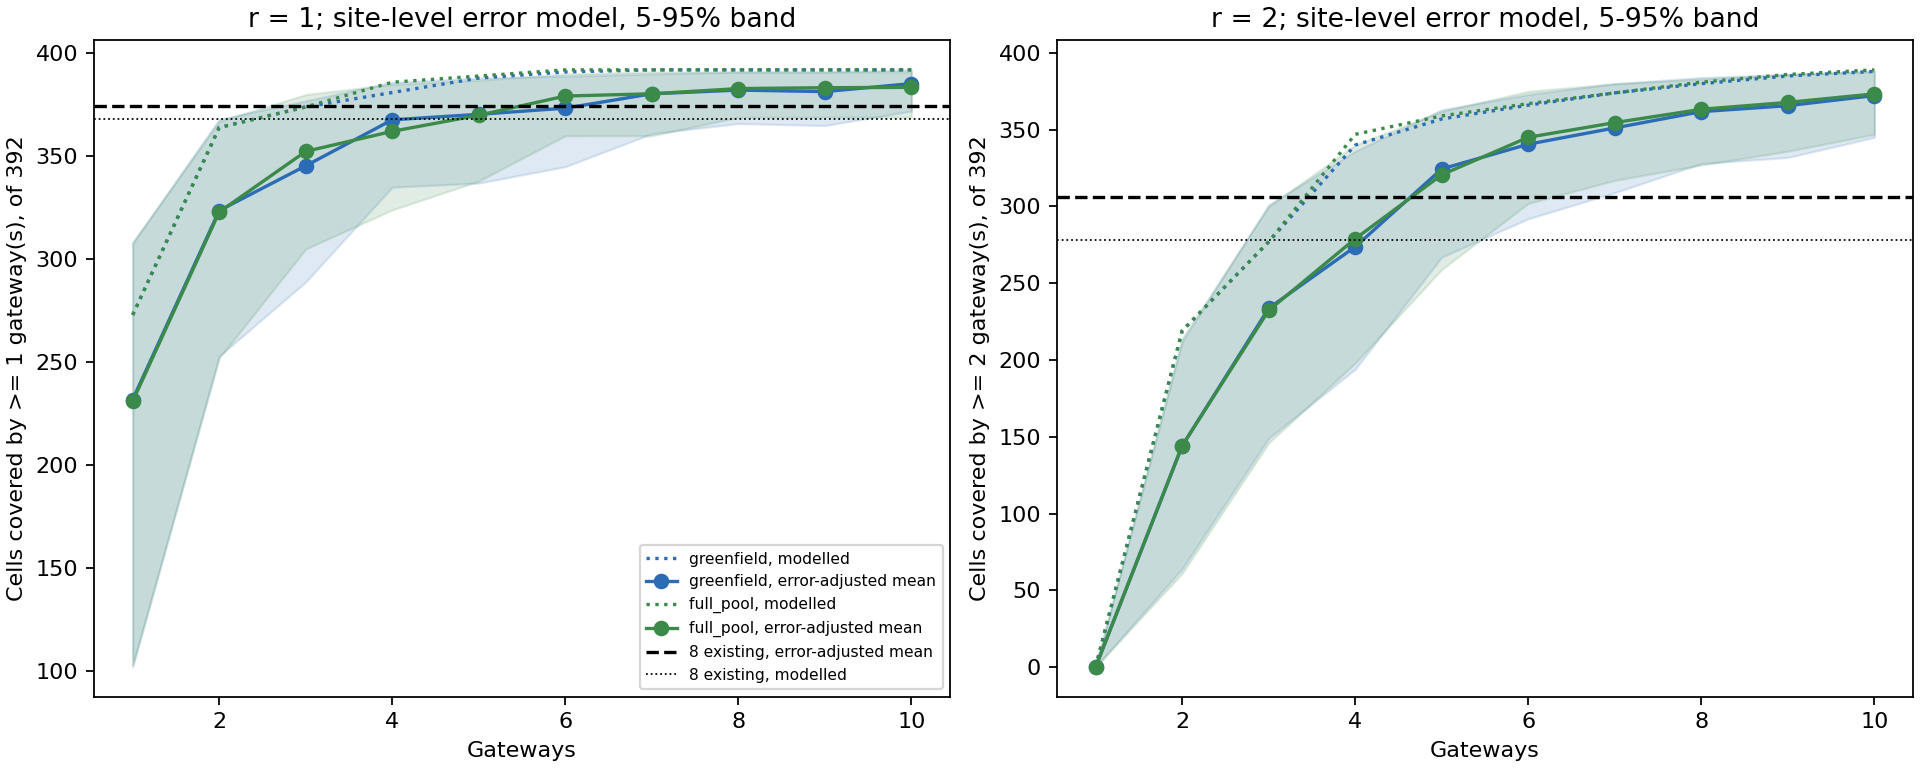 r = 1; site-level error model, 5-95% band
Cells covered by >= 1 gateway(s), of 392
400
350
300
250
200
150
100
2
4
6
8
10
Gateways
greenfield, modelled
greenfield, error-adjusted mean
full_pool, modelled
full_pool, error-adjusted mean
8 existing, error-adjusted mean
8 existing, modelled
r = 2; site-level error model, 5-95% band
Cells covered by >= 2 gateway(s), of 392
400
350
300
250
200
150
100
50
0
2
4
6
8
10
Gateways